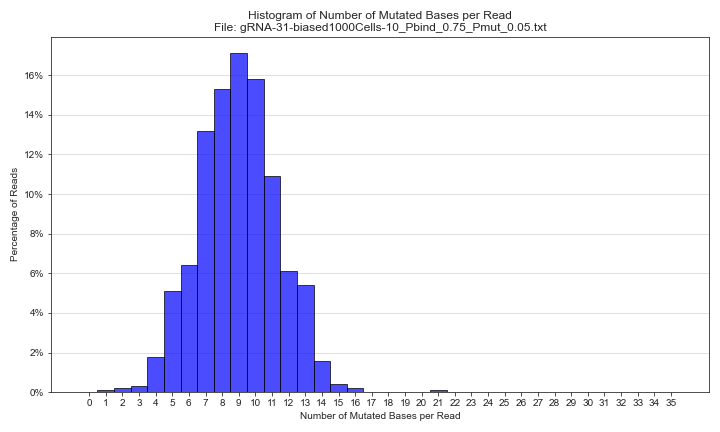 Histogram of Number of Mutated Bases per Read
File: gRNA-31-biased1000Cells-10_Pbind_0.75_Pmut_0.05.txt
Percentage of Reads
16%
14%
12%
10%
8%
6%
4%
2%
0%
0 1 2 3 4 5 6 7 8 9 10 11 12 13 14 15 16 17 18 19 20 21 22 23 24 25 26 27 28 29 30 31 32 33 34 35
Number of Mutated Bases per Read